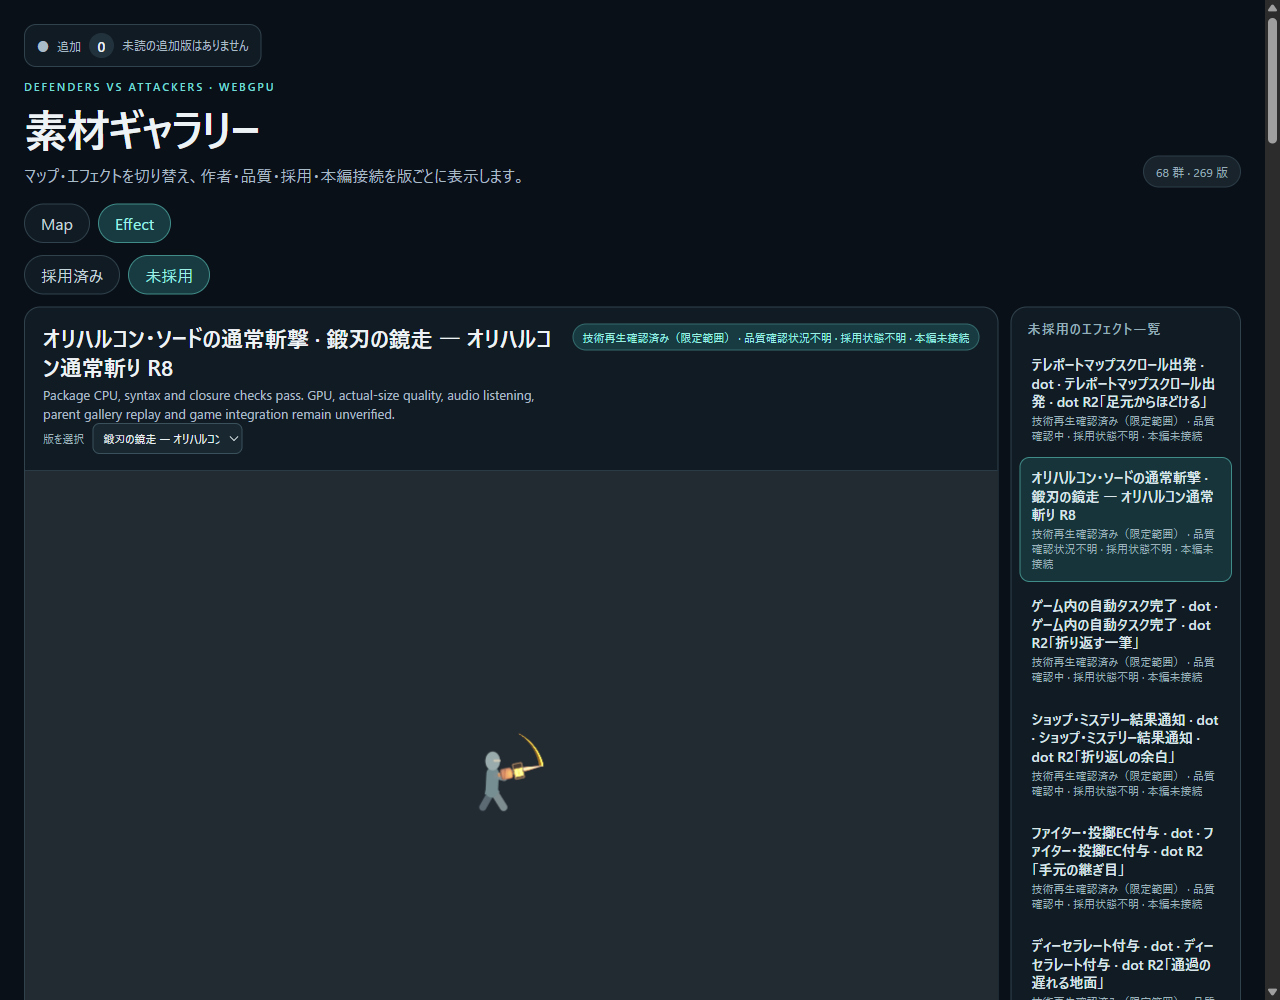 追加 0 未読の追加版はありません
DEFENDERS VS ATTACKERS · WEBGPU
素材ギャラリー
マップ・エフェクトを切り替え、作者・品質・採用・本編接続を版ごとに表示します。
68 群 · 269 版
Map Effect
採用済み 未採用
オリハルコン・ソードの通常斬撃 · 鍛刃の鏡走 — オリハルコ
ン通常斬り R8
技術再生確認済み（限定範囲） · 品質確認状況不明 · 採用状態不明 · 本編未接続
Package CPU, syntax and closure checks pass. GPU, actual-size quality, audio listening,
parent gallery replay and game integration remain unverified.
版を選択 鍛刃の鏡走 — オリハルコン
未採用のエフェクト一覧
テレポートマップスクロール出発 ·
dot · テレポートマップスクロール出
発 · dot R2「足元からほどける」
技術再生確認済み（限定範囲） · 品質
確認中 · 採用状態不明 · 本編未接続
オリハルコン・ソードの通常斬撃 ·
鍛刃の鏡走 — オリハルコン通常
斬り R8
技術再生確認済み（限定範囲） · 品質
確認状況不明 · 採用状態不明 · 本編未
接続
ゲーム内の自動タスク完了 · dot ·
ゲーム内の自動タスク完了 · dot
R2「折り返す一筆」
技術再生確認済み（限定範囲） · 品質
確認中 · 採用状態不明 · 本編未接続
ショップ・ミステリー結果通知 · dot
· ショップ・ミステリー結果通知 ·
dot R2「折り返しの余白」
技術再生確認済み（限定範囲） · 品質
確認中 · 採用状態不明 · 本編未接続
ファイター・投擲EC付与 · dot · フ
ァイター・投擲EC付与 · dot R2
「手元の継ぎ目」
技術再生確認済み（限定範囲） · 品質
確認中 · 採用状態不明 · 本編未接続
ディーセラレート付与 · dot · ディー
セラレート付与 · dot R2「通過の
遅れる地面」